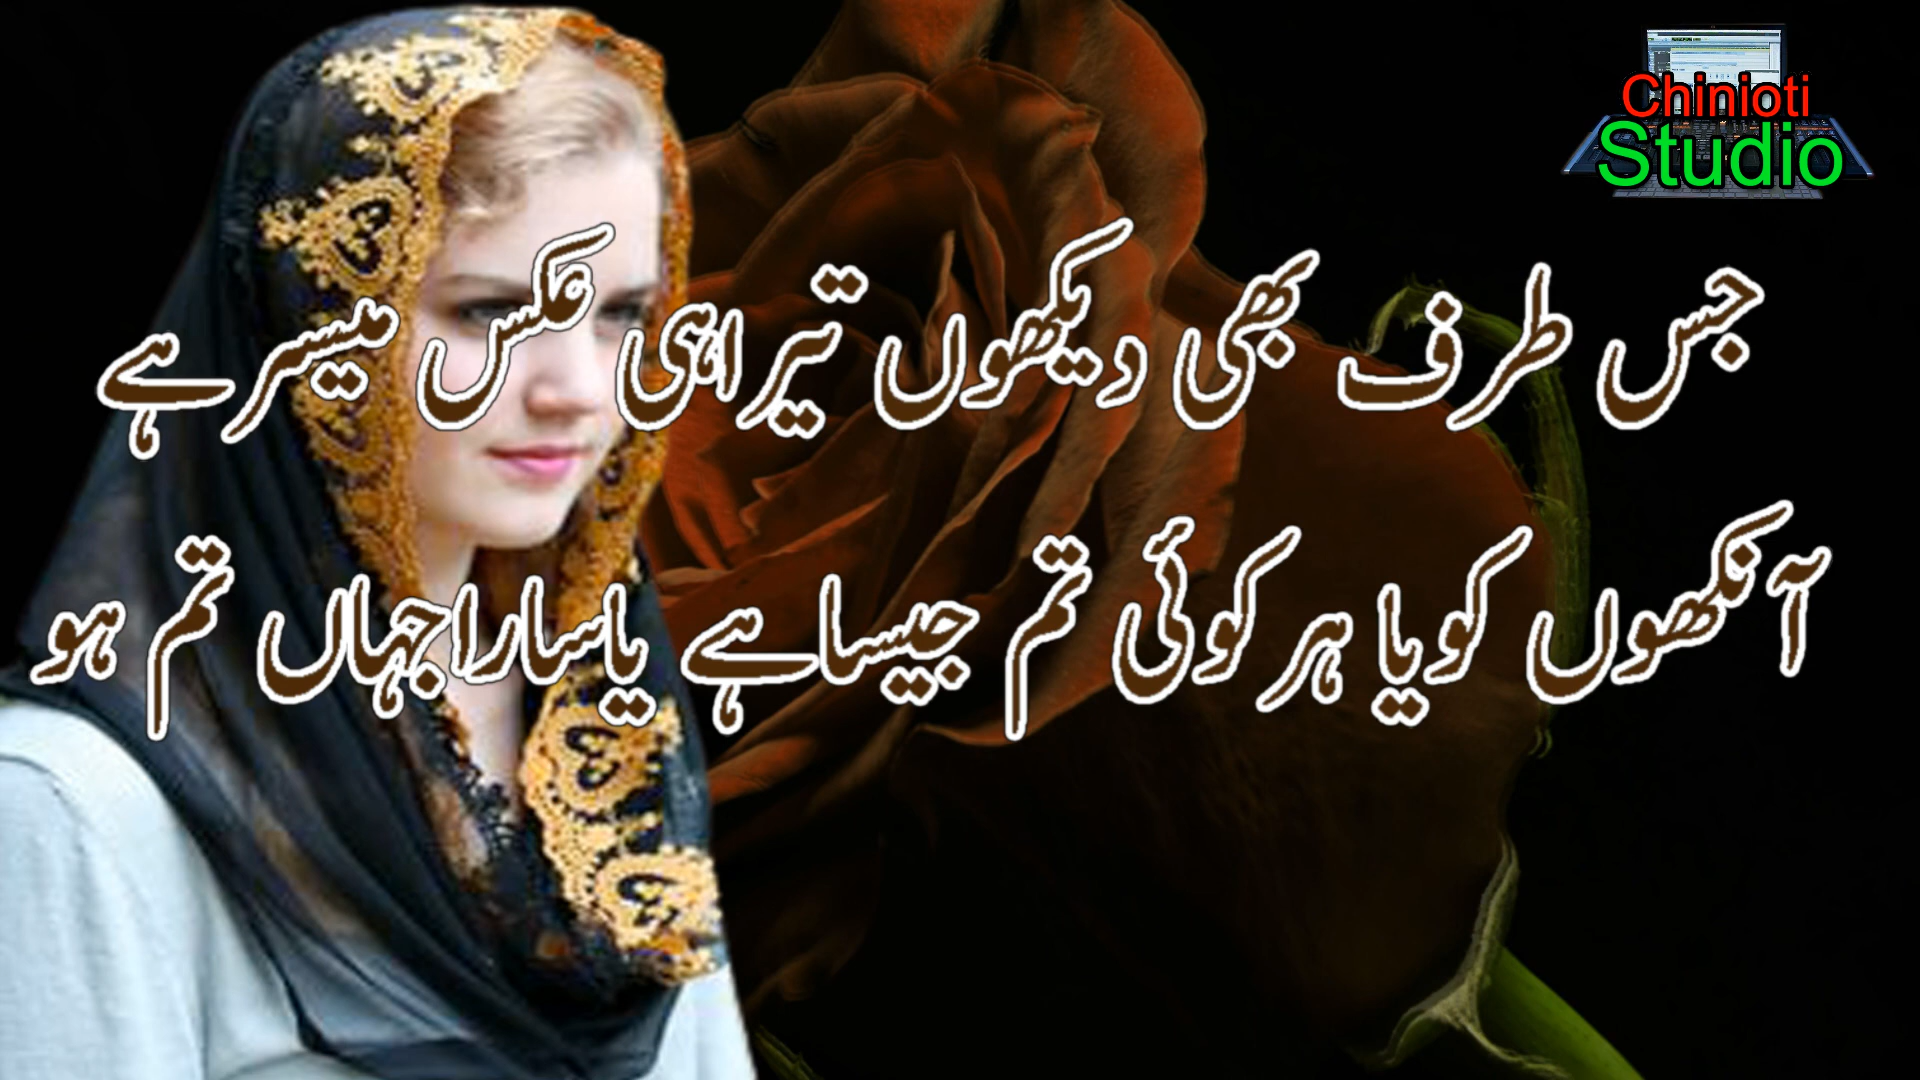 Chinioti
Studio
جس طرف بھی دیکھوں تیرا ہی عکس میسر ہے
آنکھوں کو یا ہر کوئی تم جیسا ہے یا سارا جہاں تم ہو